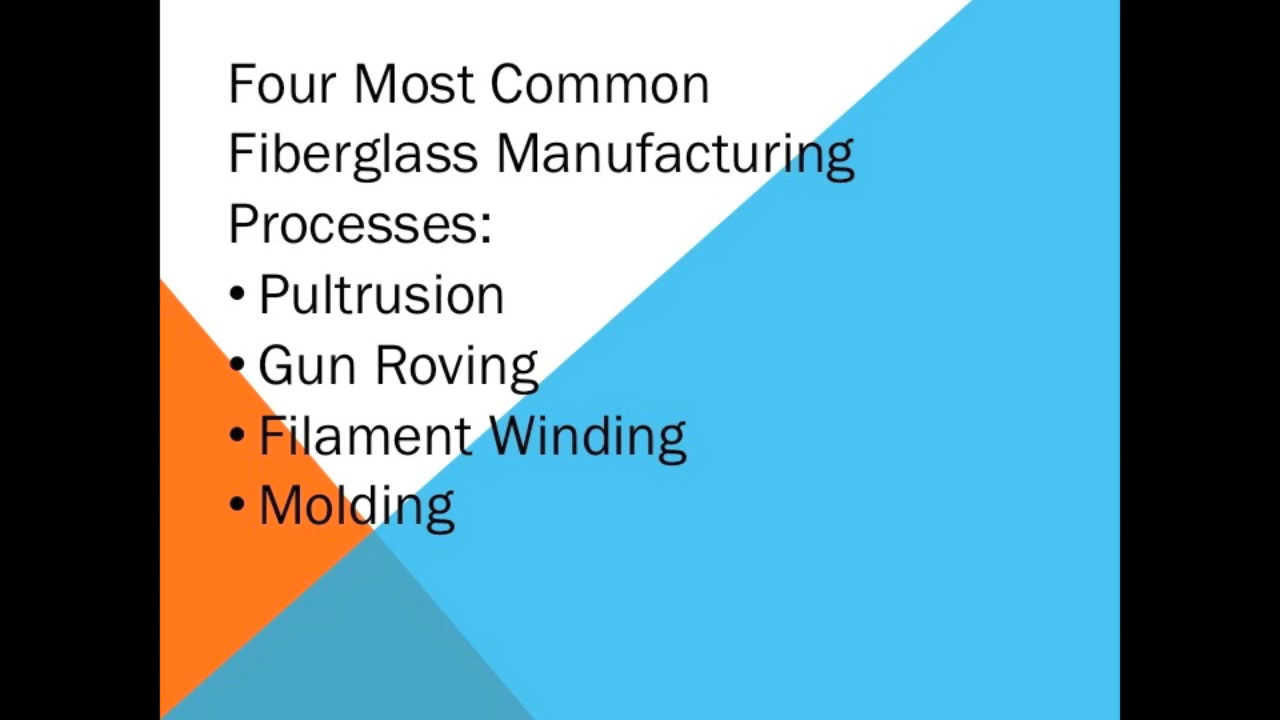 Four Most Common
Fiberglass Manufacturing
Processes:
• Pultrusion
• Gun Roving
• Filament Winding
• Molding